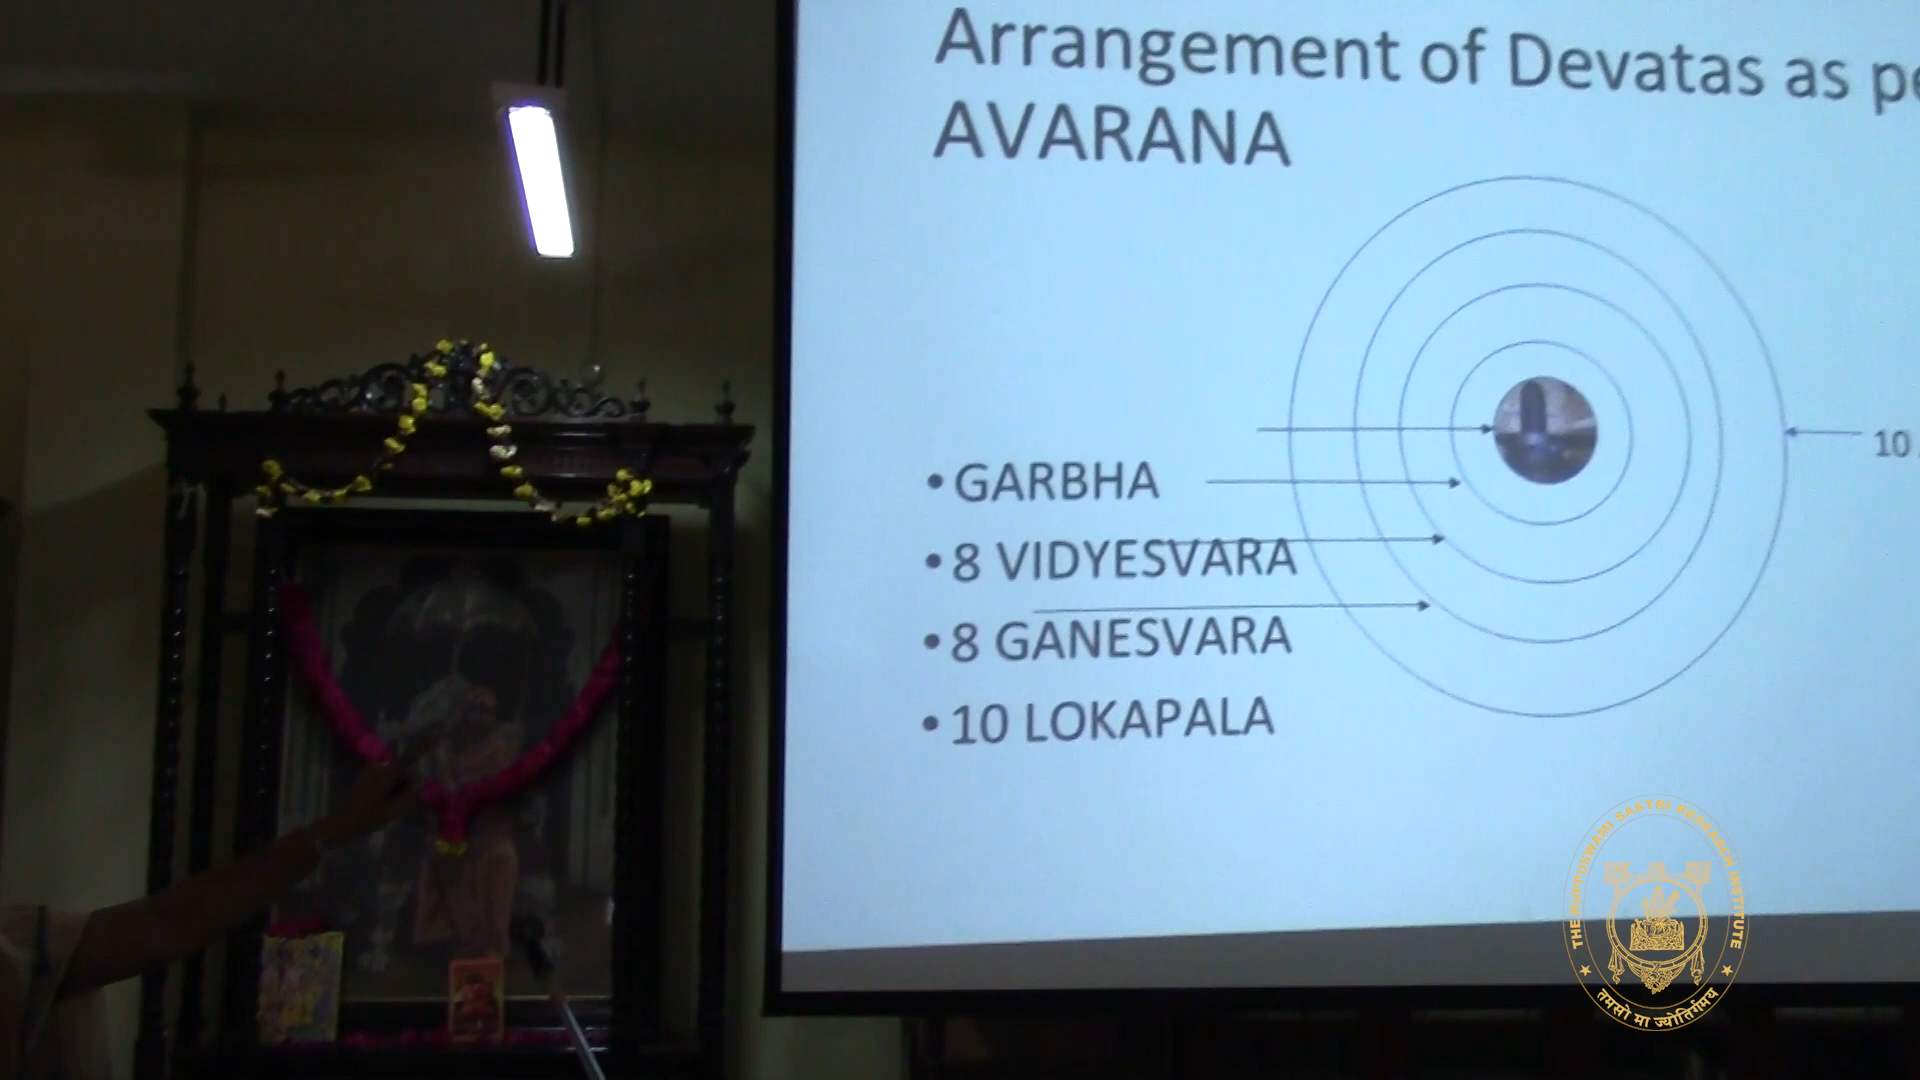 Arrangement of Devatas as
AVARANA
• GARBHA
• 8 VIDYESVARA
• 8 GANESVARA
• 10 LOKAPALA
10
THE KUPPUSWAMI SASTRI RESEARCH INSTITUTE
तमसो मा ज्योतिर्गमय